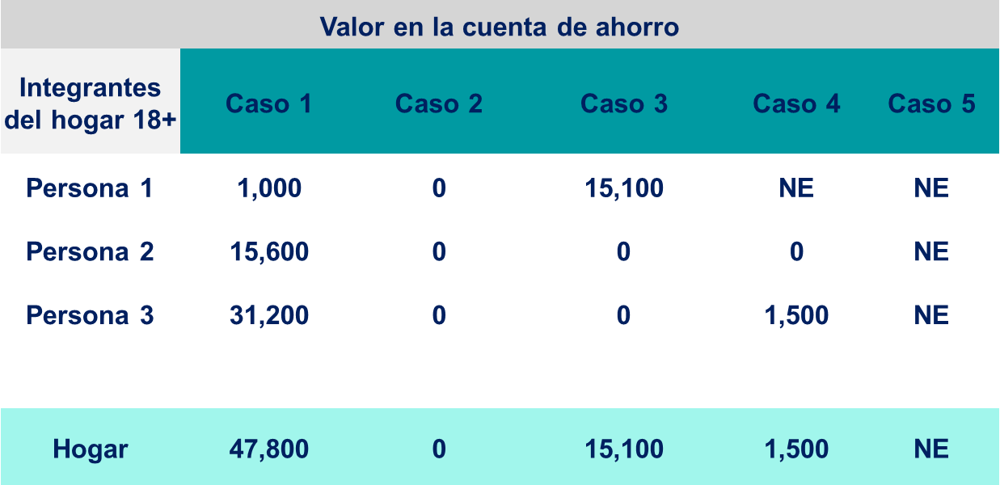 Valor en la cuenta de ahorro
Integrantes
del hogar 18+
Caso 1 Caso 2 Caso 3 Caso 4 Caso 5
Persona 1 1,000 0 15,100 NE NE
Persona 2 15,600 0 0 0 NE
Persona 3 31,200 0 0 1,500 NE
Hogar 47,800 0 15,100 1,500 NE